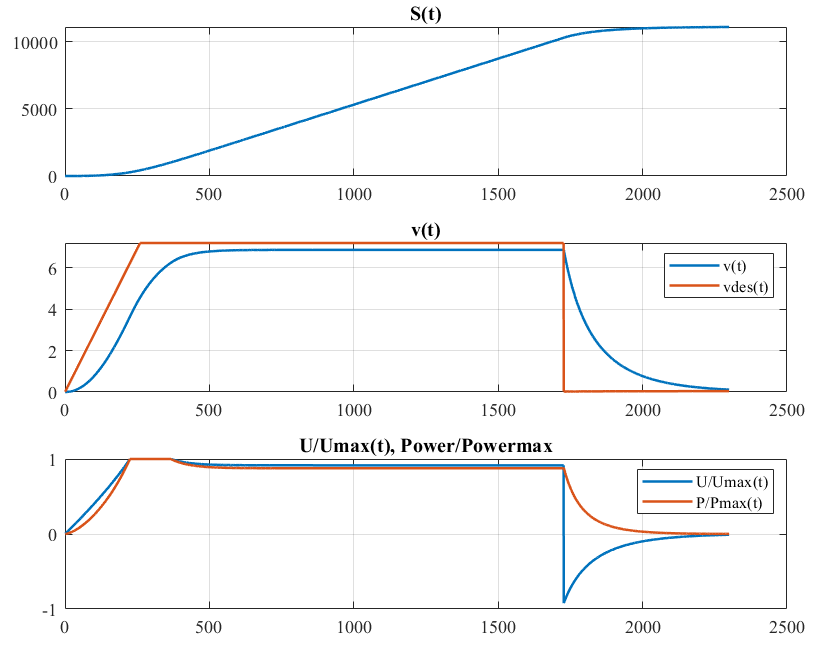 S(t)
10000
5000
0
0 500 1000 1500 2000 2500
v(t)
6
4
2
0
v(t)
vdes(t)
0 500 1000 1500 2000 2500
U/Umax(t), Power/Powermax
1
0
-1
U/Umax(t)
P/Pmax(t)
0 500 1000 1500 2000 2500